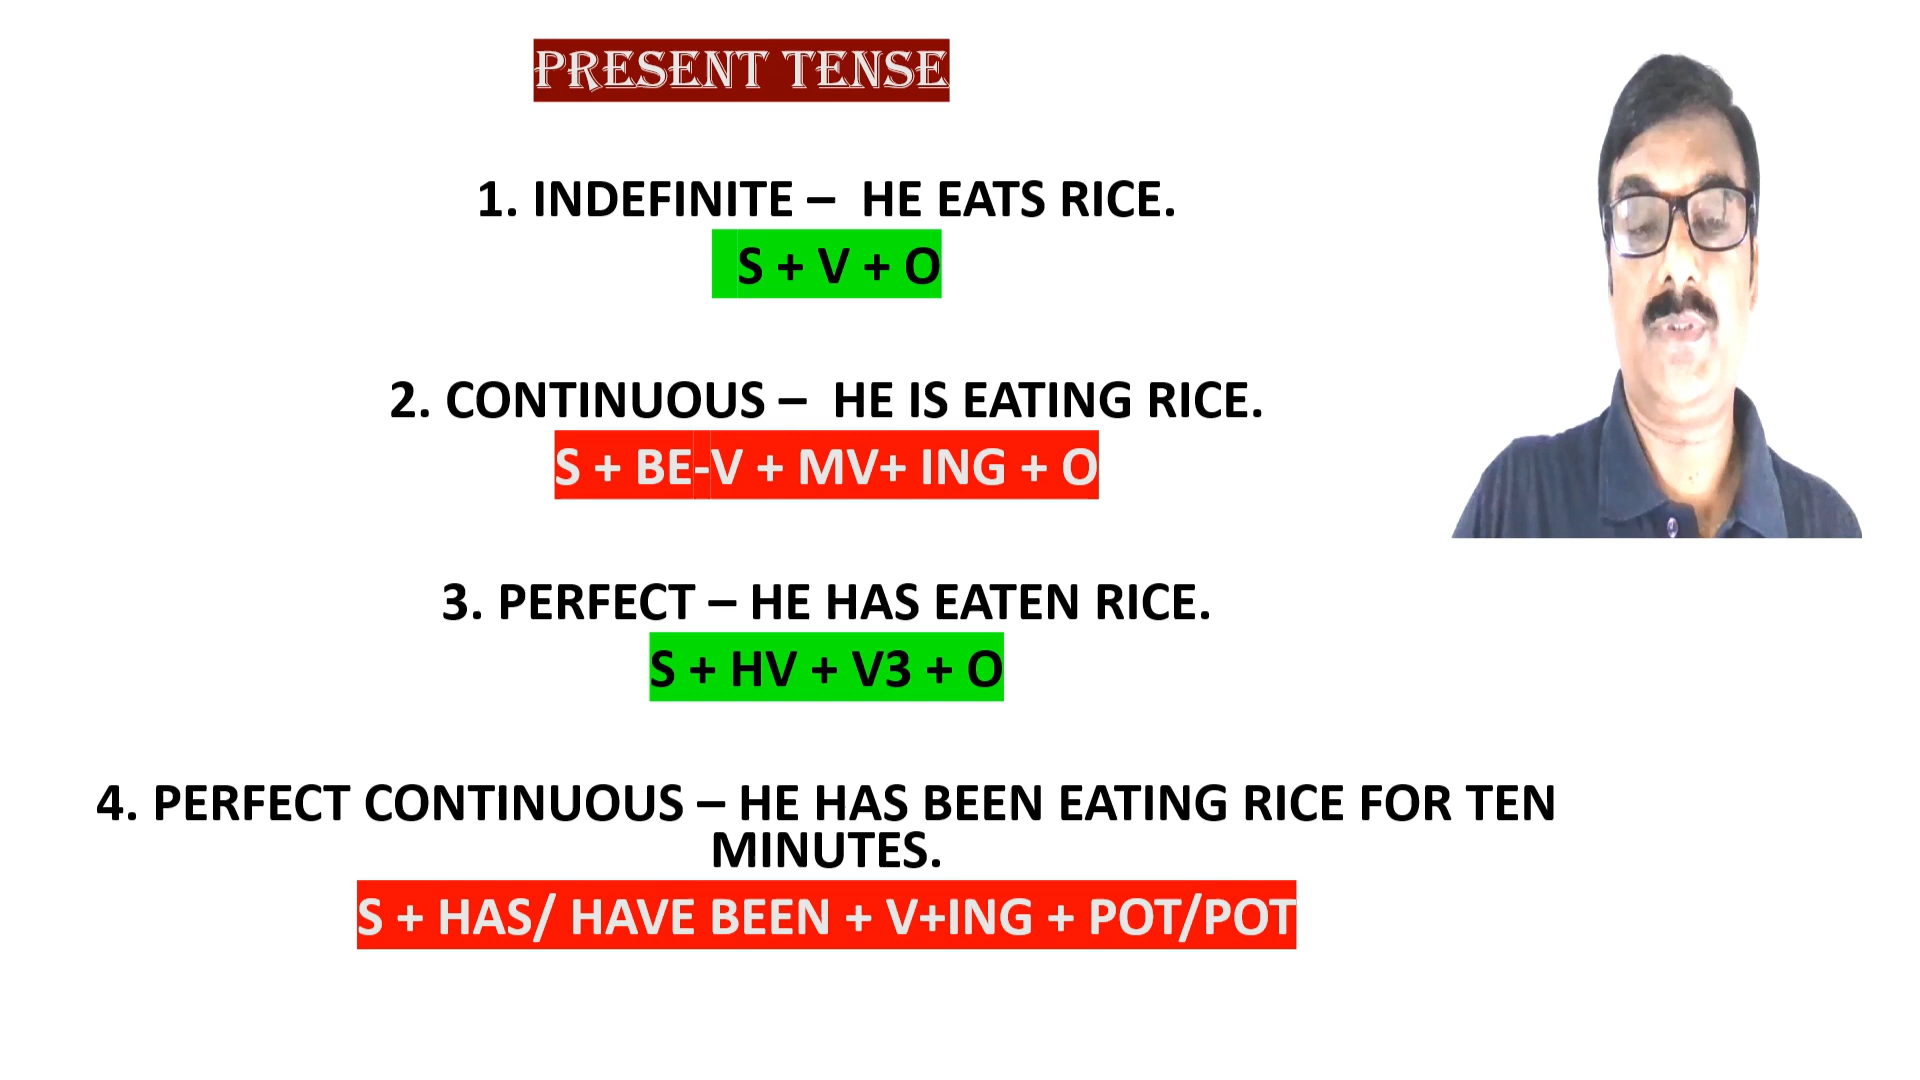 PRESENT TENSE
1. INDEFINITE – HE EATS RICE.
S + V + O
2. CONTINUOUS – HE IS EATING RICE.
S + BE-V + MV+ ING + O
3. PERFECT – HE HAS EATEN RICE.
S + HV + V3 + O
4. PERFECT CONTINUOUS – HE HAS BEEN EATING RICE FOR TEN
MINUTES.
S + HAS/ HAVE BEEN + V+ING + POT/POT